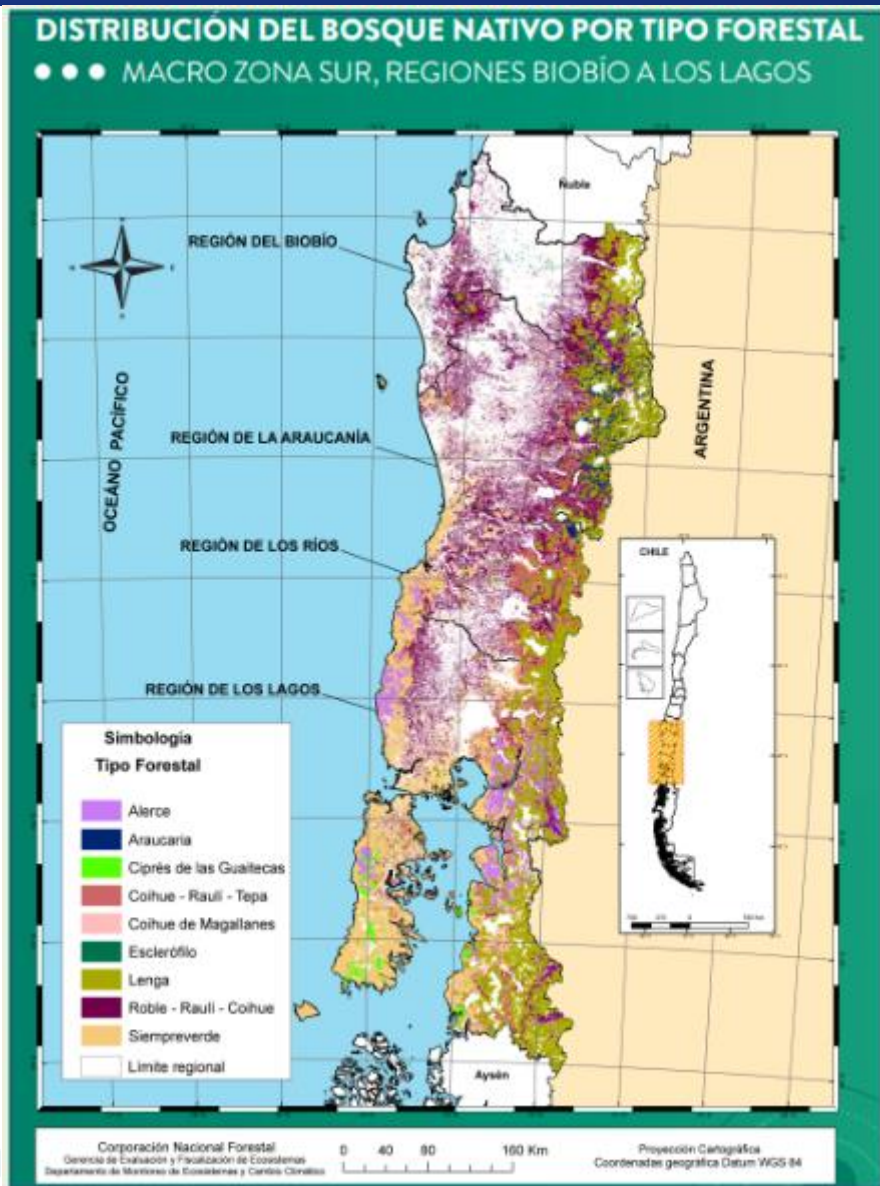 DISTRIBUCIÓN DEL BOSQUE NATIVO POR TIPO FORESTAL
MACRO ZONA SUR, REGIONES BIOBÍO A LOS LAGOS
Ñuble
REGIÓN DEL BIOBÍO
OCEÁNO PACÍFICO
ARGENTINA
REGIÓN DE LA ARAUCANÍA
REGIÓN DE LOS RÍOS
CHILE
REGIÓN DE LOS LAGOS
Simbología
Tipo Forestal
Alerce
Araucaria
Ciprés de las Guaitecas
Coihue - Raulí - Tepa
Coihue de Magallanes
Esclerófilo
Lenga
Roble - Raulí - Coihue
Siempreverde
Límite regional
Aysén
Corporación Nacional Forestal
Gerencia de Evaluación y Fiscalización de Ecosistemas
Departamento de Monitoreo de Ecosistemas y Cambio Climático
0 40 80 160 Km
Proyección Cartográfica
Coordenadas geográfica Datum WGS 84